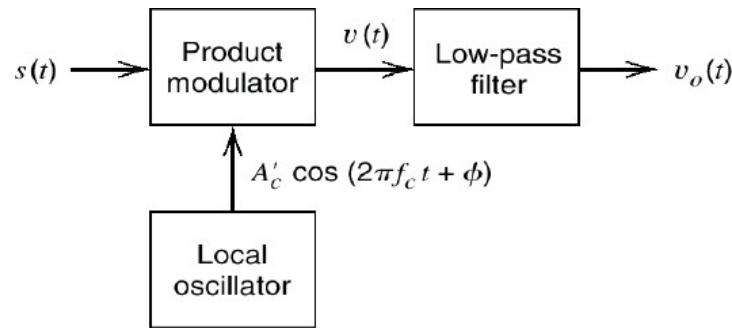 s(t)
Product
modulator
v(t)
Low-pass
filter
v_o(t)
A'_c cos (2πf_c t + ϕ)
Local
oscillator